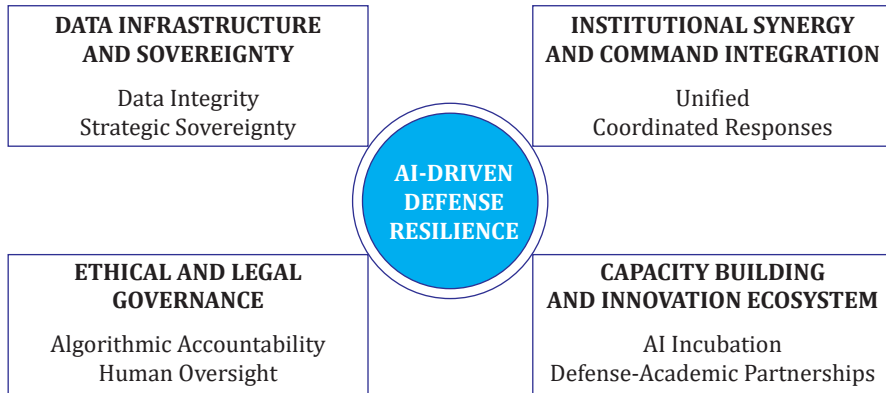 DATA INFRASTRUCTURE
AND SOVEREIGNTY
Data Integrity
Strategic Sovereignty
INSTITUTIONAL SYNERGY
AND COMMAND INTEGRATION
Unified
Coordinated Responses
AI-DRIVEN
DEFENSE
RESILIENCE
ETHICAL AND LEGAL
GOVERNANCE
Algorithmic Accountability
Human Oversight
CAPACITY BUILDING
AND INNOVATION ECOSYSTEM
AI Incubation
Defense-Academic Partnerships